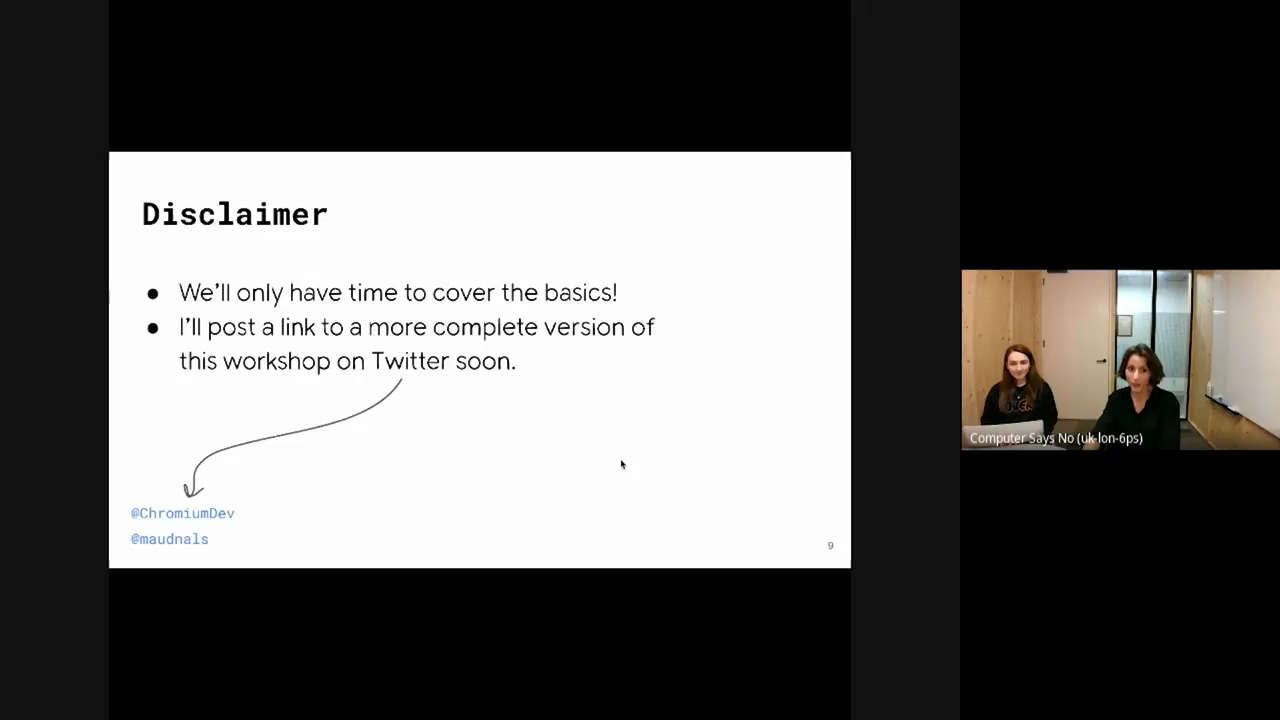 Disclaimer
● We'll only have time to cover the basics!
● I'll post a link to a more complete version of
this workshop on Twitter soon.
@ChromiumDev
@maudnals
9
Computer Says No (uk-lon-6ps)